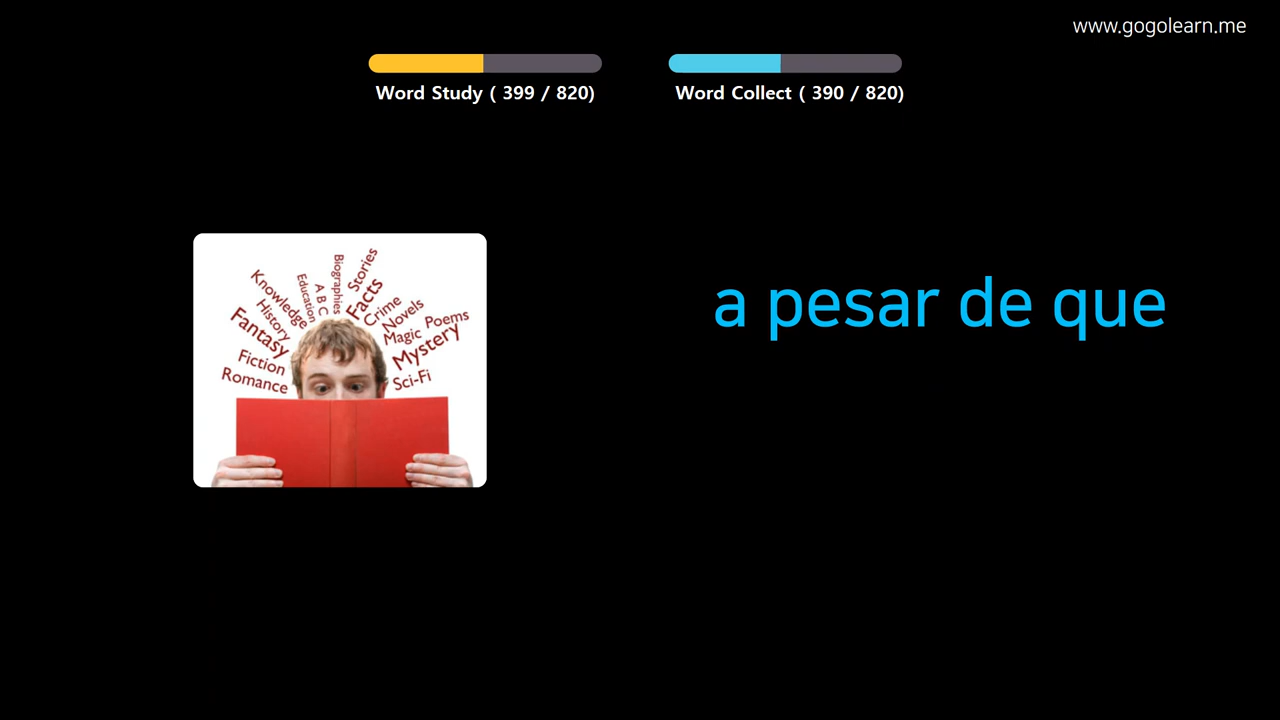 www.gogolearn.me
Word Study ( 399 / 820)
Word Collect ( 390 / 820)
a pesar de que
Knowledge
History
Fantasy
Fiction
Romance
Education
A B C
Biographies
Stories
Facts
Crime
Novels
Magic
Poems
Mystery
Sci-Fi